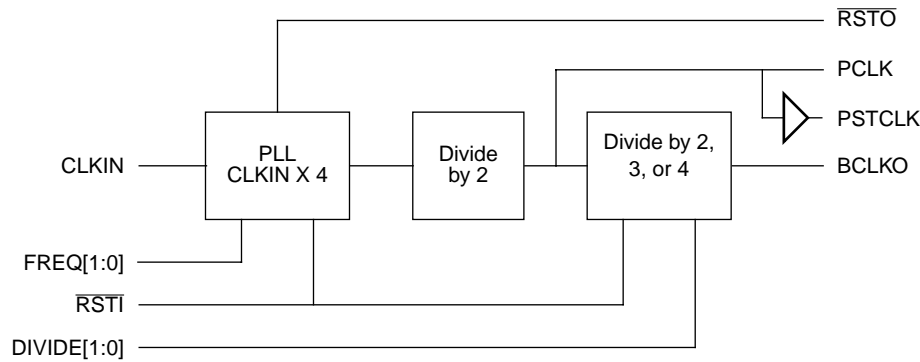 RSTO
PCLK
PSTCLK
PLL
CLKIN X 4
Divide
by 2
Divide by 2,
3, or 4
CLKIN
BCLKO
FREQ[1:0]
RSTI
DIVIDE[1:0]